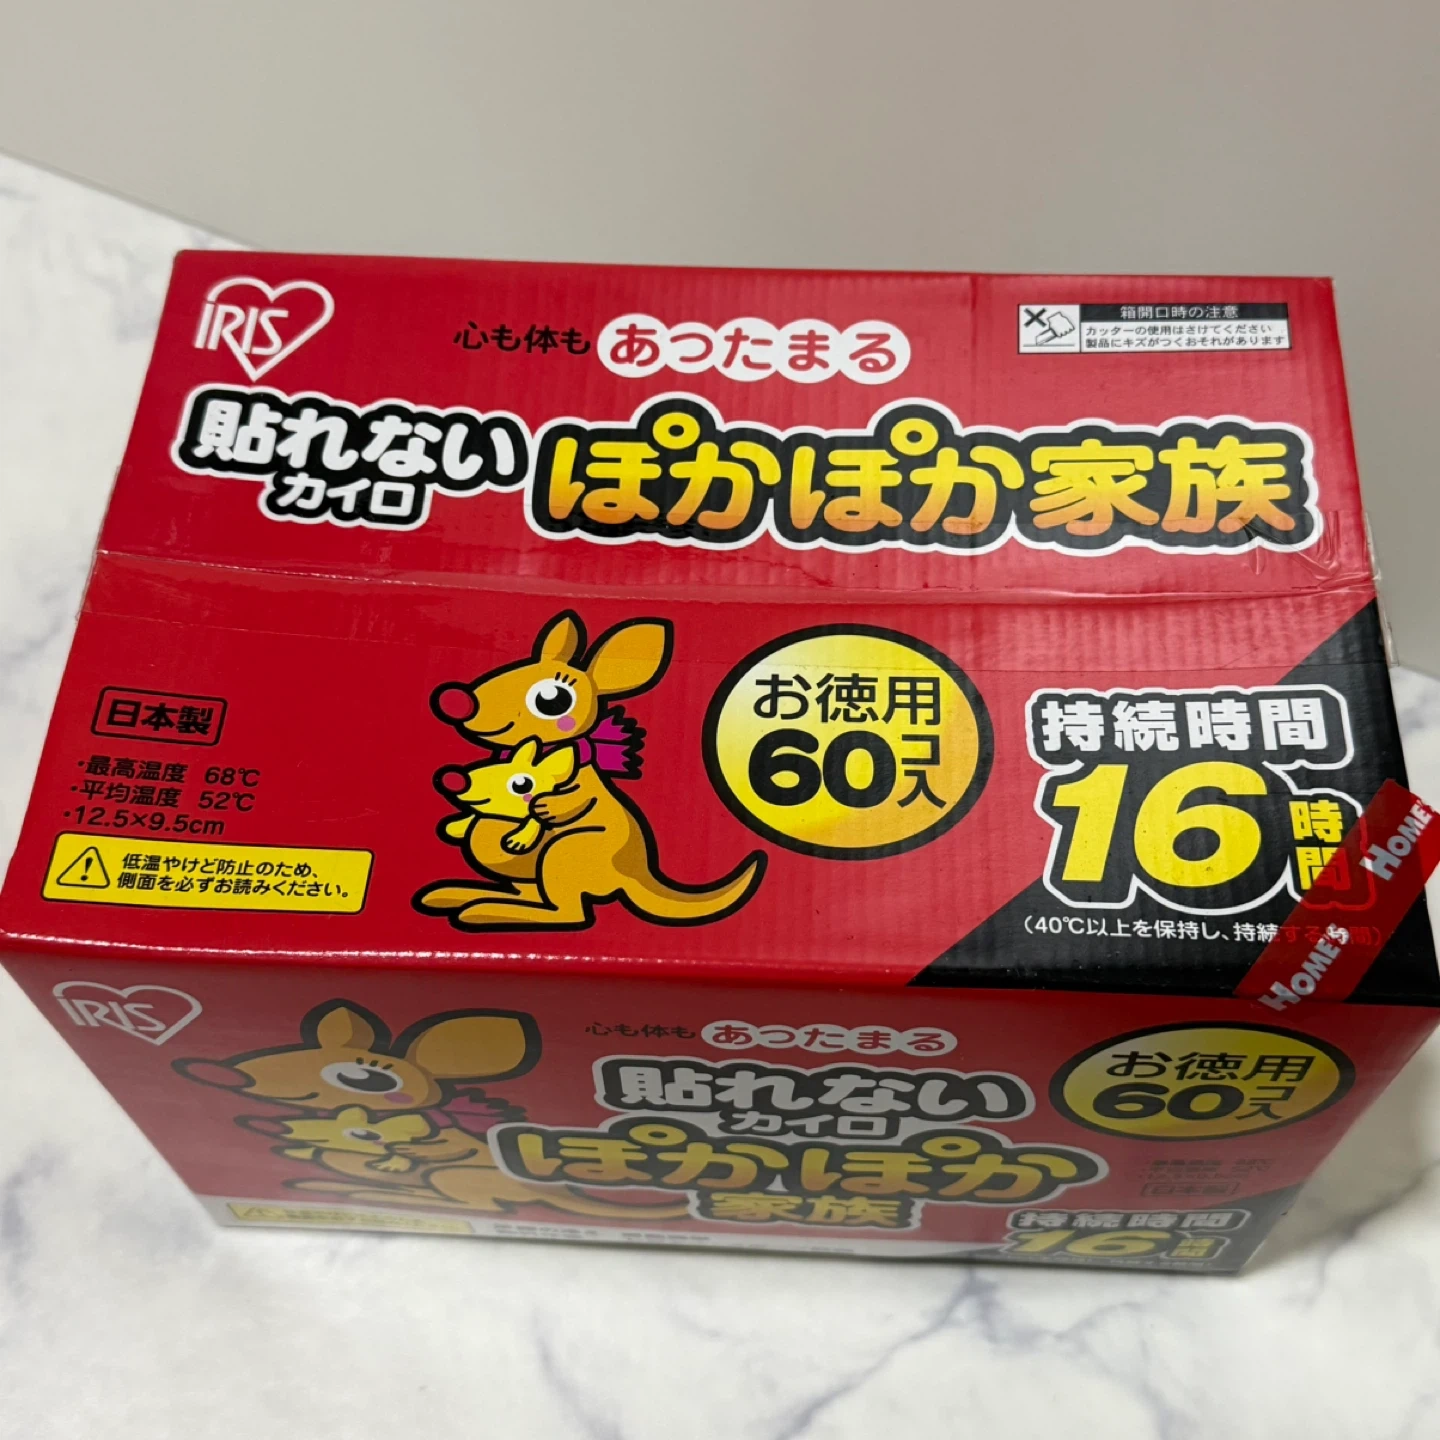 IRIS
心も体も あったまる
箱開口時の注意
カッターの使用はさけてください
製品にキズがつくおそれがあります
貼れない
カイロ
ぽかぽか家族
日本製
・最高温度 68℃
・平均温度 52℃
・12.5×9.5cm
低温やけど防止のため、
側面を必ずお読みください。
お徳用
60コ入
持続時間
16時間
(40℃以上を保持し、持続する時間)
HOME'S
HOME'S
IRIS
心も体も あったまる
貼れない
カイロ
ぽかぽか
家族
お徳用
60コ入
日本製
持続時間
16時間